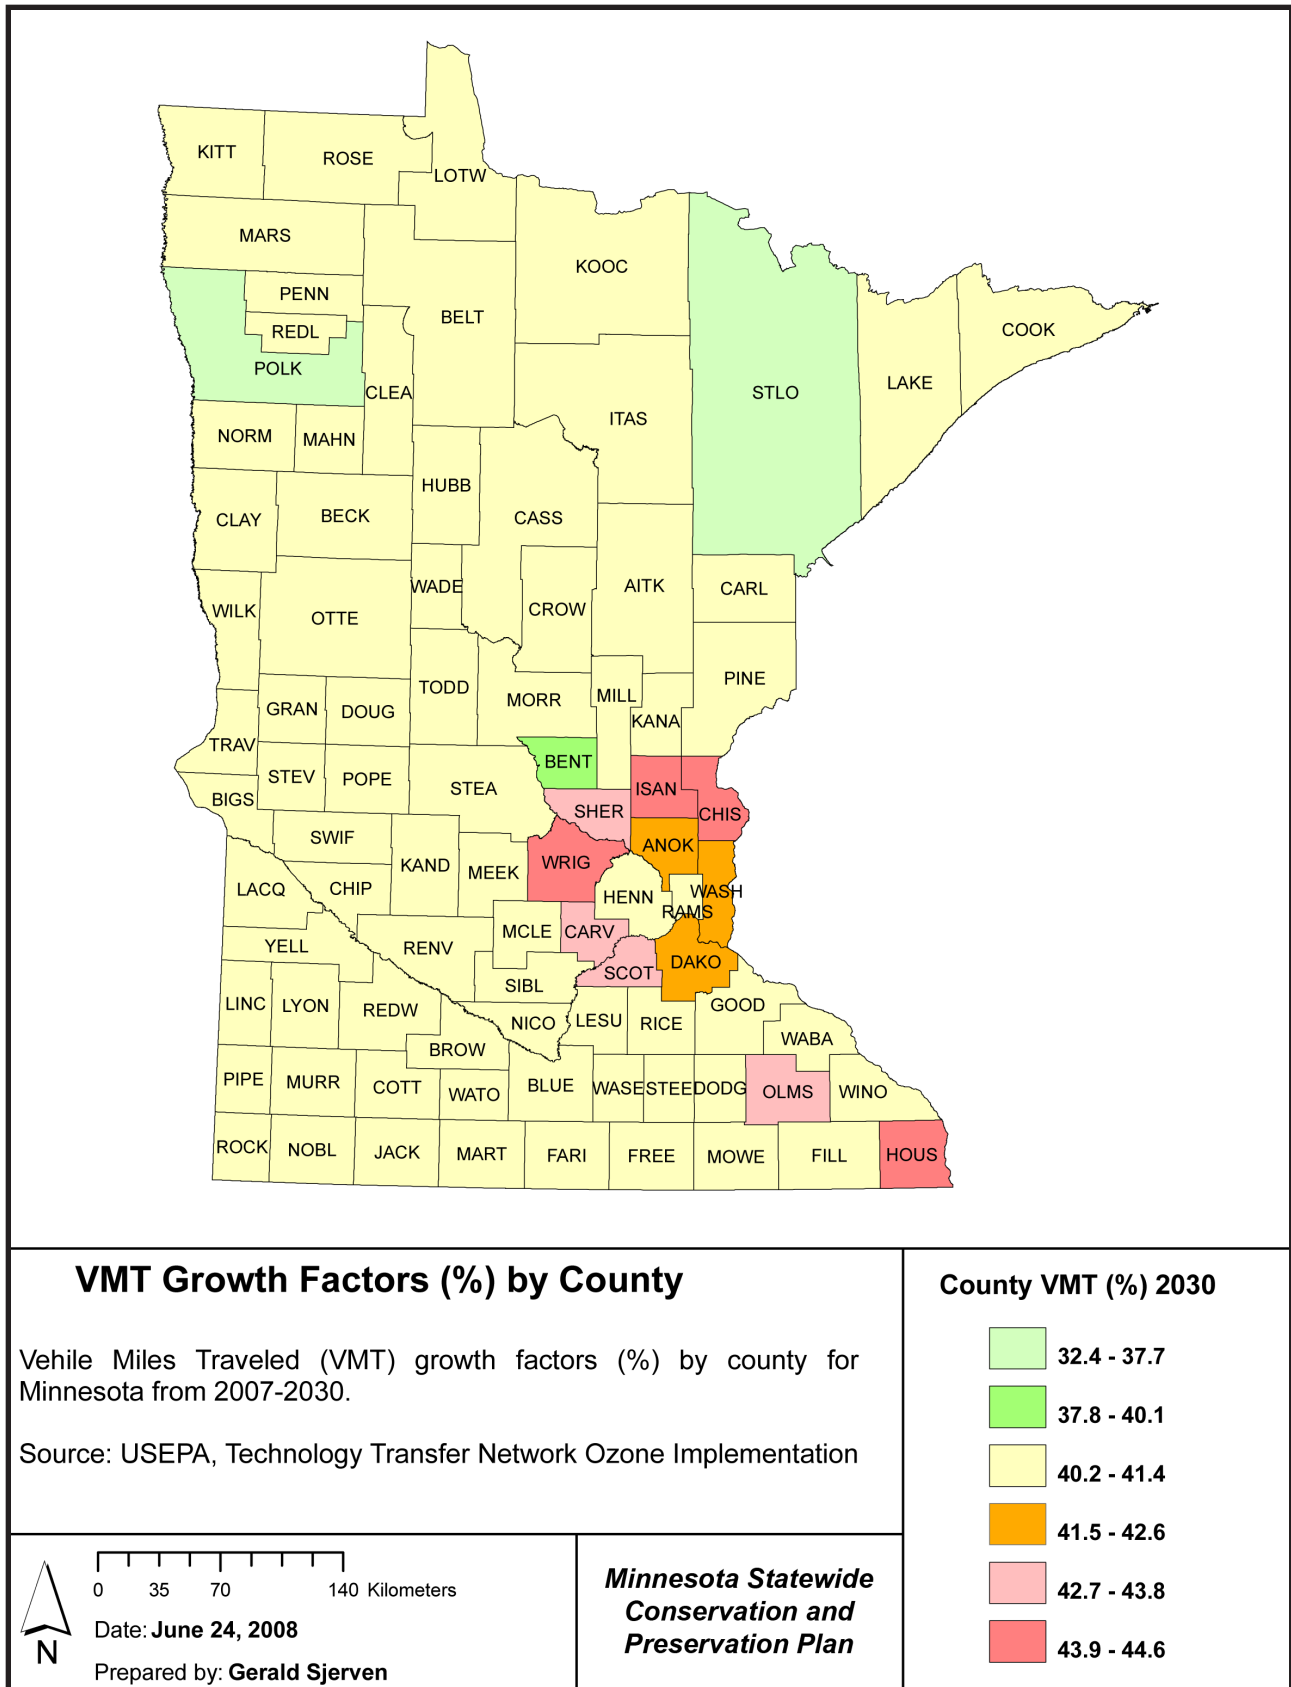 KITT
ROSE
LOTW
MARS
KOOC
PENN
BELT
REDL
COOK
POLK
LAKE
CLEA
STLO
ITAS
NORM
MAHN
HUBB
CLAY
BECK
CASS
WADE
AITK
CARL
WILK
OTTE
CROW
PINE
TODD
MORR
MILL
GRAN
DOUG
KANA
TRAV
BENT
STEV
POPE
STEA
ISAN
BIGS
SHER
CHIS
SWIF
ANOK
KAND
WRIG
MEEK
LACQ
CHIP
HENN
WASH
RAMS
MCLE
CARV
YELL
RENV
DAKO
SCOT
SIBL
LINC
LYON
REDW
NICO
LESU
RICE
GOOD
WABA
BROW
PIPE
MURR
COTT
WATO
BLUE
WASE
STEE
DODG
OLMS
WINO
ROCK
NOBL
JACK
MART
FARI
FREE
MOWE
FILL
HOUS
VMT Growth Factors (%) by County
Vehile Miles Traveled (VMT) growth factors (%) by county for
Minnesota from 2007-2030.
Source: USEPA, Technology Transfer Network Ozone Implementation
County VMT (%) 2030
32.4 - 37.7
37.8 - 40.1
40.2 - 41.4
41.5 - 42.6
42.7 - 43.8
43.9 - 44.6
0 35 70 140 Kilometers
N
Date: June 24, 2008
Prepared by: Gerald Sjerven
Minnesota Statewide
Conservation and
Preservation Plan